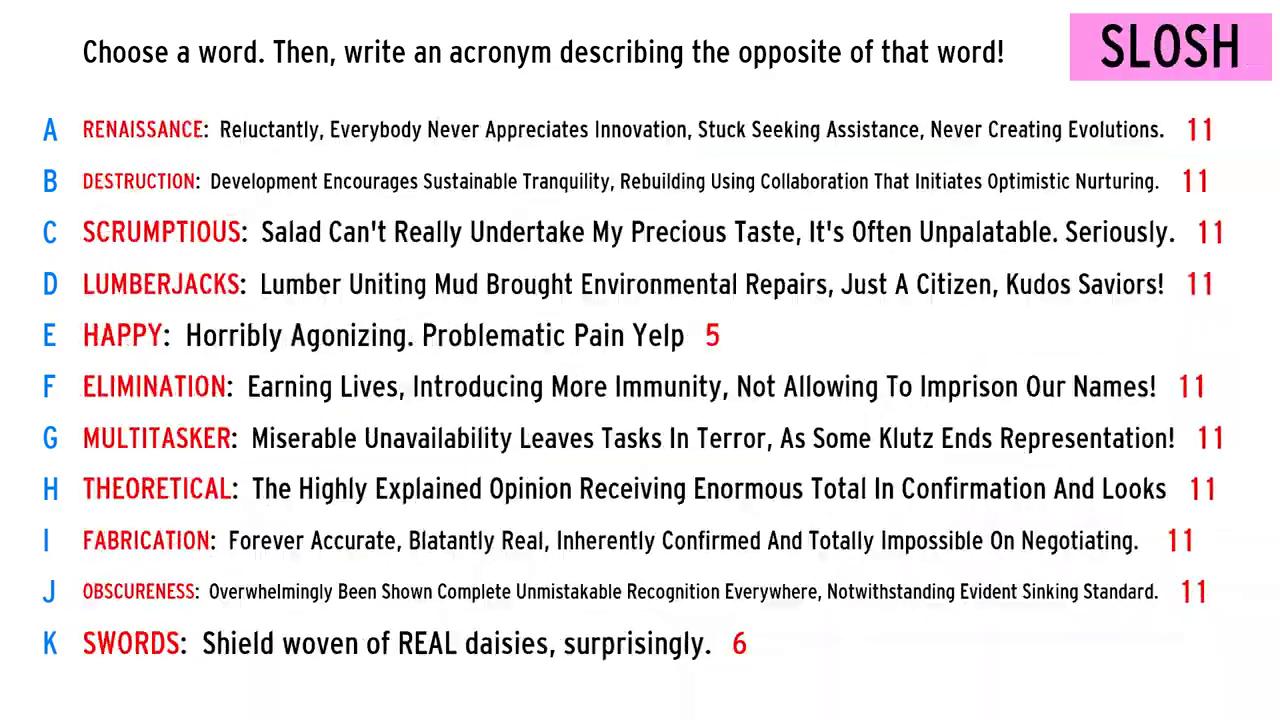 Choose a word. Then, write an acronym describing the opposite of that word!
SLOSH
A RENAISSANCE: Reluctantly, Everybody Never Appreciates Innovation, Stuck Seeking Assistance, Never Creating Evolutions. 11
B DESTRUCTION: Development Encourages Sustainable Tranquility, Rebuilding Using Collaboration That Initiates Optimistic Nurturing. 11
C SCRUMPTIOUS: Salad Can't Really Undertake My Precious Taste, It's Often Unpalatable. Seriously. 11
D LUMBERJACKS: Lumber Uniting Mud Brought Environmental Repairs, Just A Citizen, Kudos Saviors! 11
E HAPPY: Horribly Agonizing. Problematic Pain Yelp 5
F ELIMINATION: Earning Lives, Introducing More Immunity, Not Allowing To Imprison Our Names! 11
G MULTITASKER: Miserable Unavailability Leaves Tasks In Terror, As Some Klutz Ends Representation! 11
H THEORETICAL: The Highly Explained Opinion Receiving Enormous Total In Confirmation And Looks 11
I FABRICATION: Forever Accurate, Blatantly Real, Inherently Confirmed And Totally Impossible On Negotiating. 11
J OBSCURENESS: Overwhelmingly Been Shown Complete Unmistakable Recognition Everywhere, Notwithstanding Evident Sinking Standard. 11
K SWORDS: Shield woven of REAL daisies, surprisingly. 6